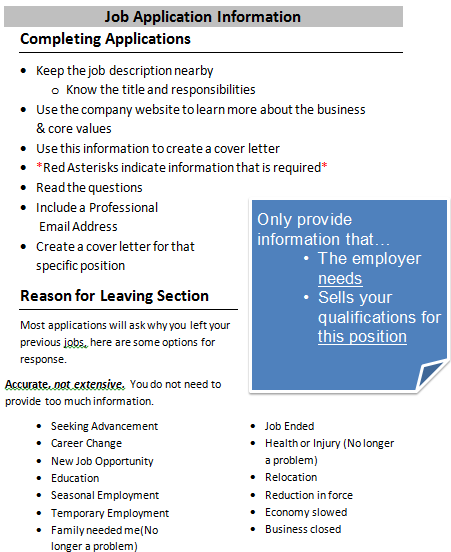 Job Application Information
Completing Applications
• Keep the job description nearby
o Know the title and responsibilities
• Use the company website to learn more about the business
& core values
• Use this information to create a cover letter
• *Red Asterisks indicate information that is required*
• Read the questions
• Include a Professional
Email Address
• Create a cover letter for that
specific position
Only provide
information that…
• The employer
needs
• Sells your
qualifications for
this position
Reason for Leaving Section
Most applications will ask why you left your
previous jobs, here are some options for
response.
Accurate, not extensive. You do not need to
provide too much information.
• Seeking Advancement
• Career Change
• New Job Opportunity
• Education
• Seasonal Employment
• Temporary Employment
• Family needed me(No
longer a problem)
• Job Ended
• Health or Injury (No longer
a problem)
• Relocation
• Reduction in force
• Economy slowed
• Business closed